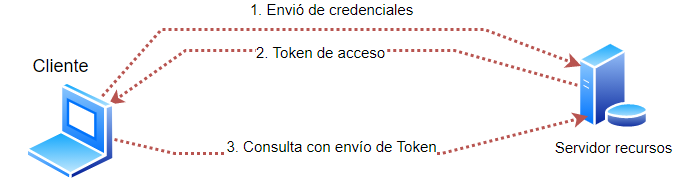 1. Envió de credenciales
2. Token de acceso
Cliente
3. Consulta con envío de Token
Servidor recursos